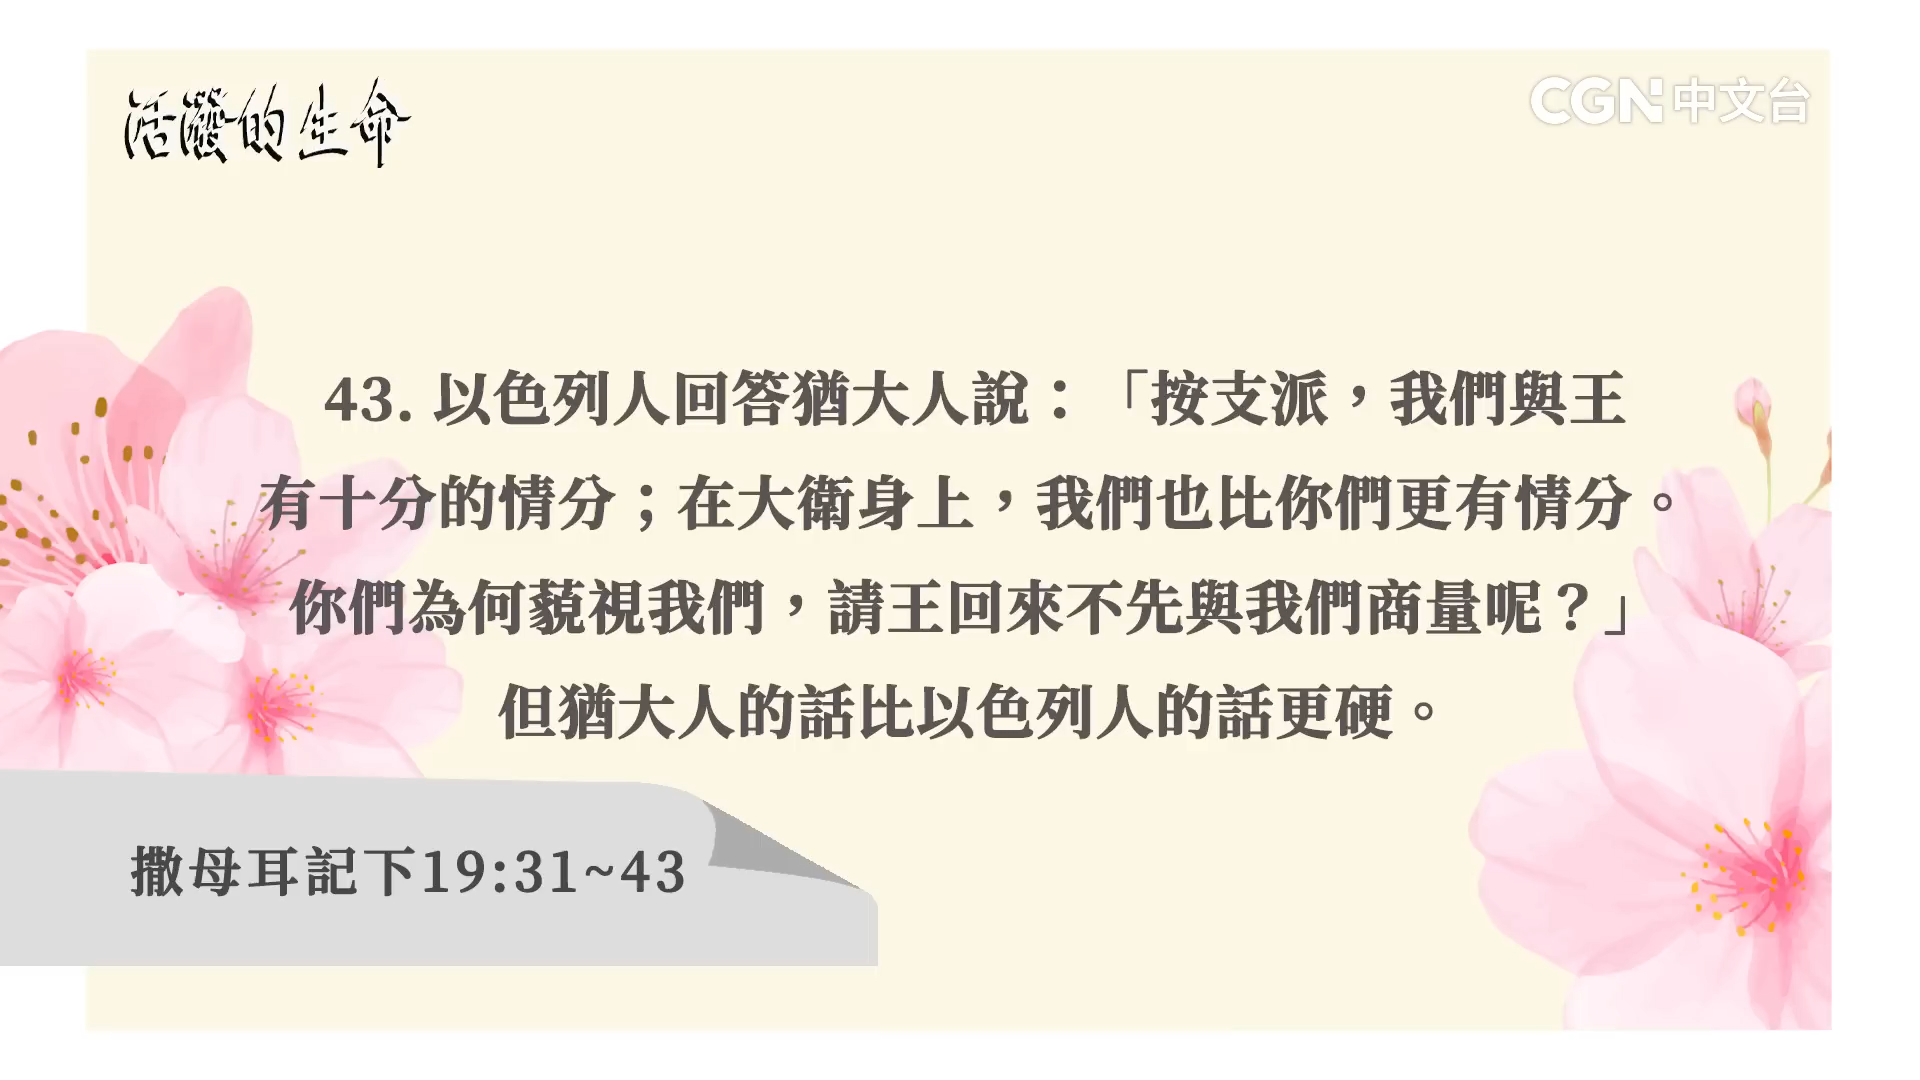 活潑的生命
CGN中文台
43. 以色列人回答猶大人說：「按支派，我們與王
有十分的情分；在大衛身上，我們也比你們更有情分。
你們為何藐視我們，請王回來不先與我們商量呢？」
但猶大人的話比以色列人的話更硬。
撒母耳記下19:31~43